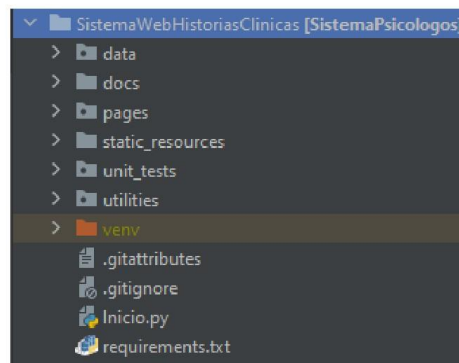 SistemaWebHistoriasClinicas [SistemaPsicologos]
data
docs
pages
static_resources
unit_tests
utilities
venv
.gitattributes
.gitignore
Inicio.py
requirements.txt